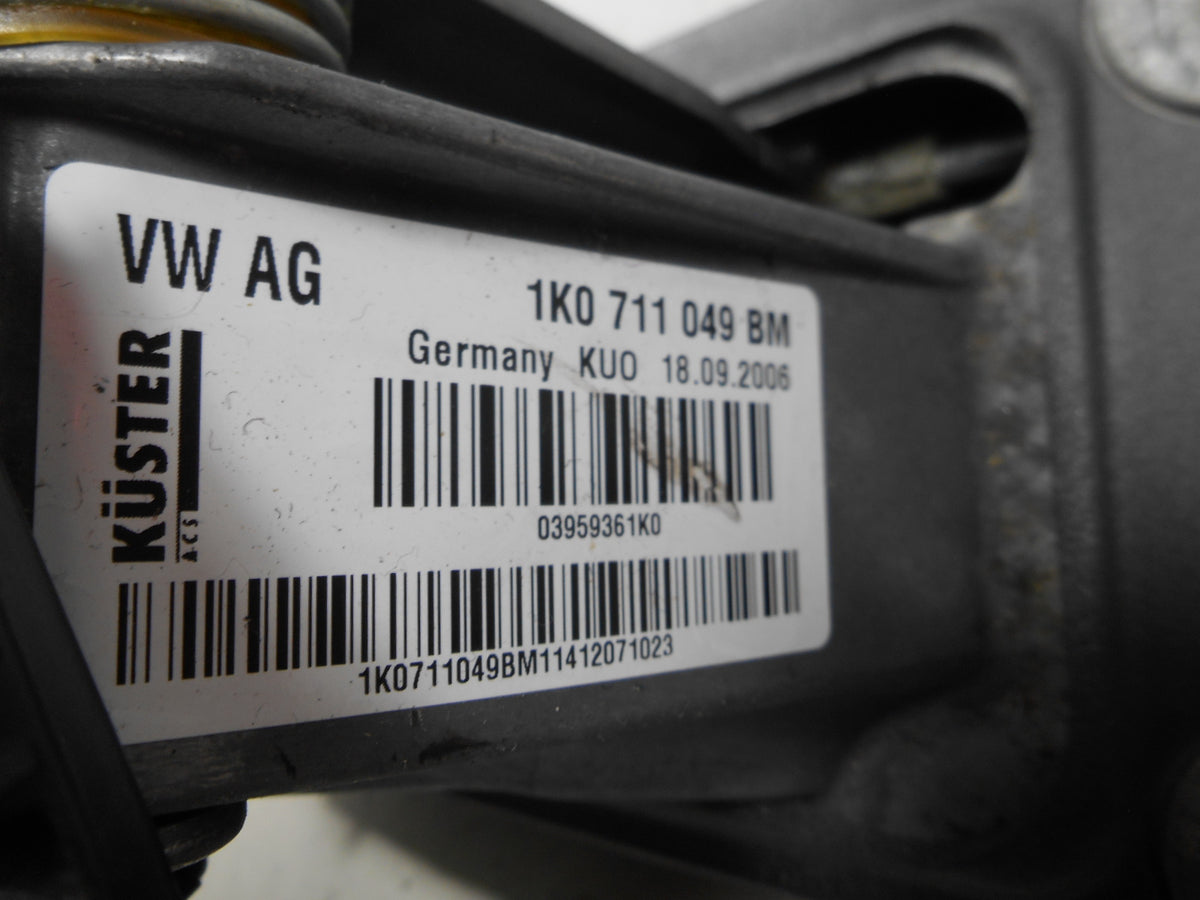 VW AG
1K0 711 049 BM
Germany KUO 18.09.2006
KÜSTER
ACS
03959361K0
1K0711049BM11412071023